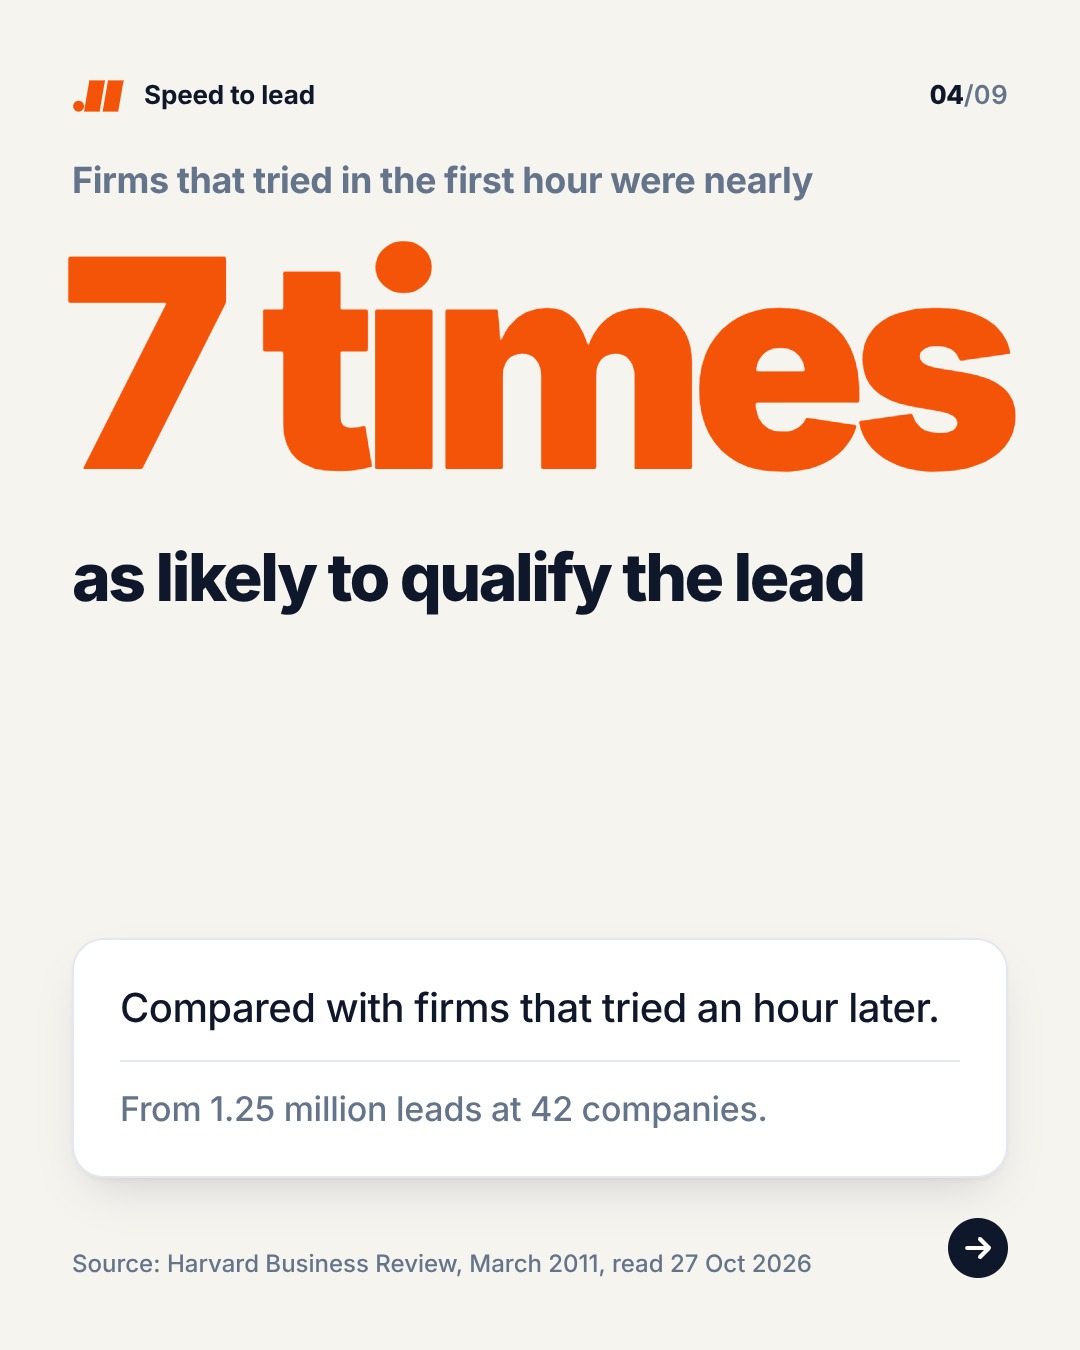 Speed to lead
04/09
Firms that tried in the first hour were nearly
7 times
as likely to qualify the lead
Compared with firms that tried an hour later.
From 1.25 million leads at 42 companies.
Source: Harvard Business Review, March 2011, read 27 Oct 2026